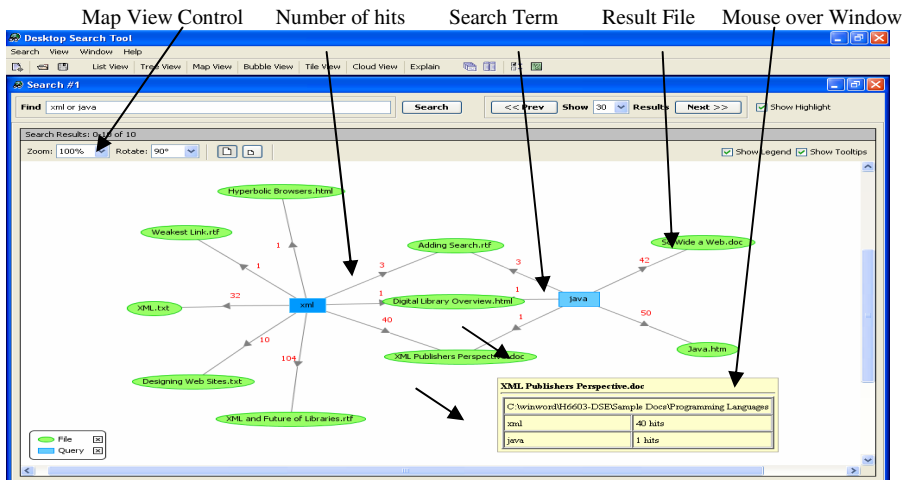 Map View Control Number of hits Search Term Result File Mouse over Window
Desktop Search Tool
Search View Window Help
List View Tree View Map View Bubble View Tile View Cloud View Explain
Search #1
Find xml or java Search << Prev Show 30 Results Next >> Show Highlight
Search Results: 0-10 of 10
Zoom: 100% Rotate: 90° Show Legend Show Tooltips
Hyperbolic Browsers.html
Weakest Link.rtf
1
Adding Search.rtf
So Wide a Web.doc
1
3
3
42
32
1
1
XML.txt
xml
Digital Library Overview.html
java
40
1
50
10
104
XML Publishers Perspective.doc
Java.htm
Designing Web Sites.txt
XML Publishers Perspective.doc
C:\winword\H6603-DSE\Sample Docs\Programming Languages
XML and Future of Libraries.rtf
xml 40 hits
java 1 hits
File
Query